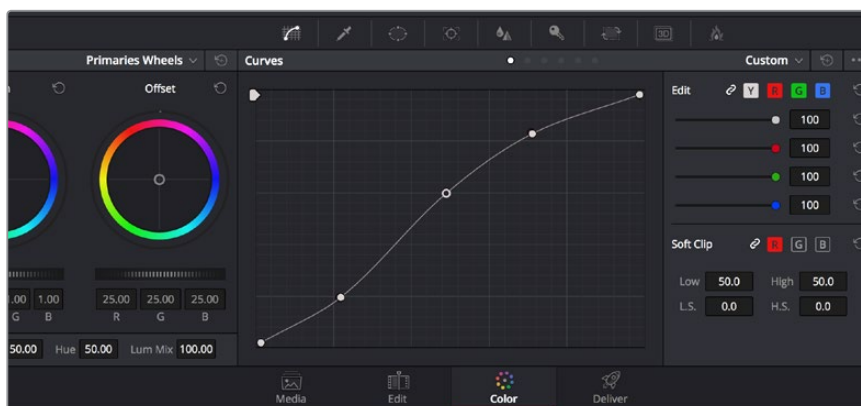 3D
Primaries Wheels
Curves
Custom
Offset
Edit Y R G B
100
100
100
100
Soft Clip R G B
Low 50.0 High 50.0
L.S. 0.0 H.S. 0.0
1.00 25.00 25.00 25.00
G B R G B
50.00 Hue 50.00 Lum Mix 100.00
Media Edit Color Deliver